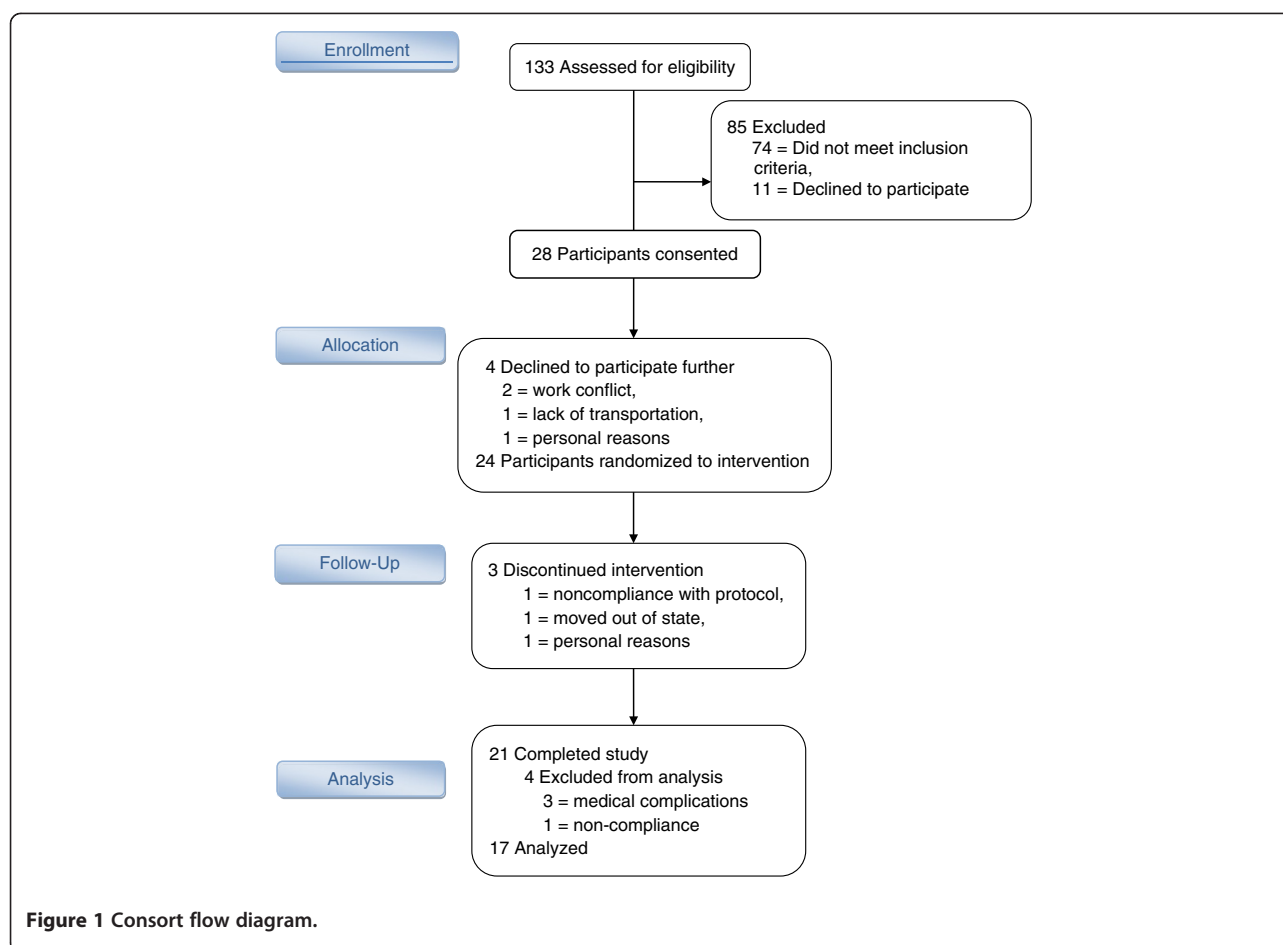 Enrollment
133 Assessed for eligibility
85 Excluded
74 = Did not meet inclusion
criteria,
11 = Declined to participate
28 Participants consented
Allocation
4 Declined to participate further
2 = work conflict,
1 = lack of transportation,
1 = personal reasons
24 Participants randomized to intervention
Follow-Up
3 Discontinued intervention
1 = noncompliance with protocol,
1 = moved out of state,
1 = personal reasons
Analysis
21 Completed study
4 Excluded from analysis
3 = medical complications
1 = non-compliance
17 Analyzed
Figure 1 Consort flow diagram.